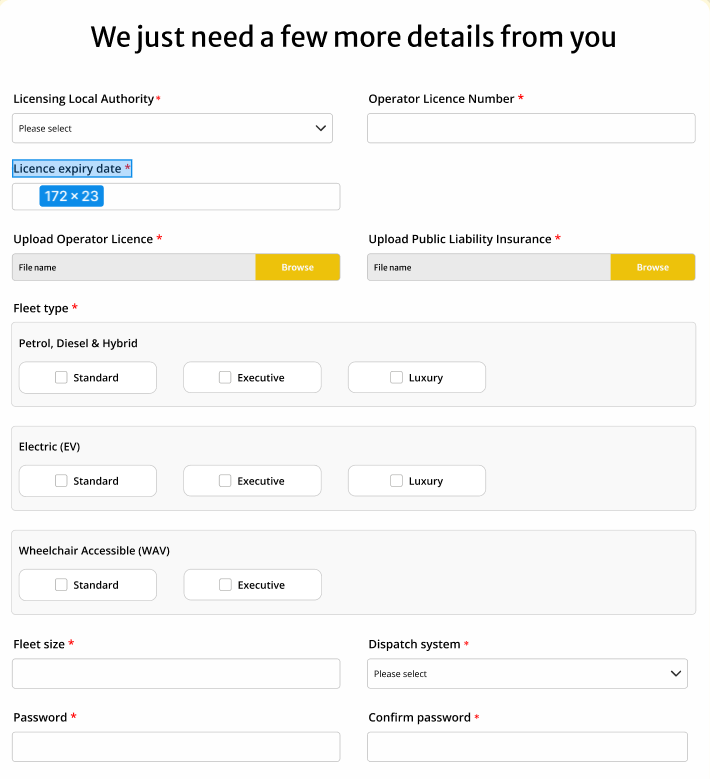 We just need a few more details from you
Licensing Local Authority *
Operator Licence Number *
Please select
Licence expiry date *
172 × 23
Upload Operator Licence *
Upload Public Liability Insurance *
File name
Browse
File name
Browse
Fleet type *
Petrol, Diesel & Hybrid
Standard
Executive
Luxury
Electric (EV)
Standard
Executive
Luxury
Wheelchair Accessible (WAV)
Standard
Executive
Fleet size *
Dispatch system *
Please select
Password *
Confirm password *